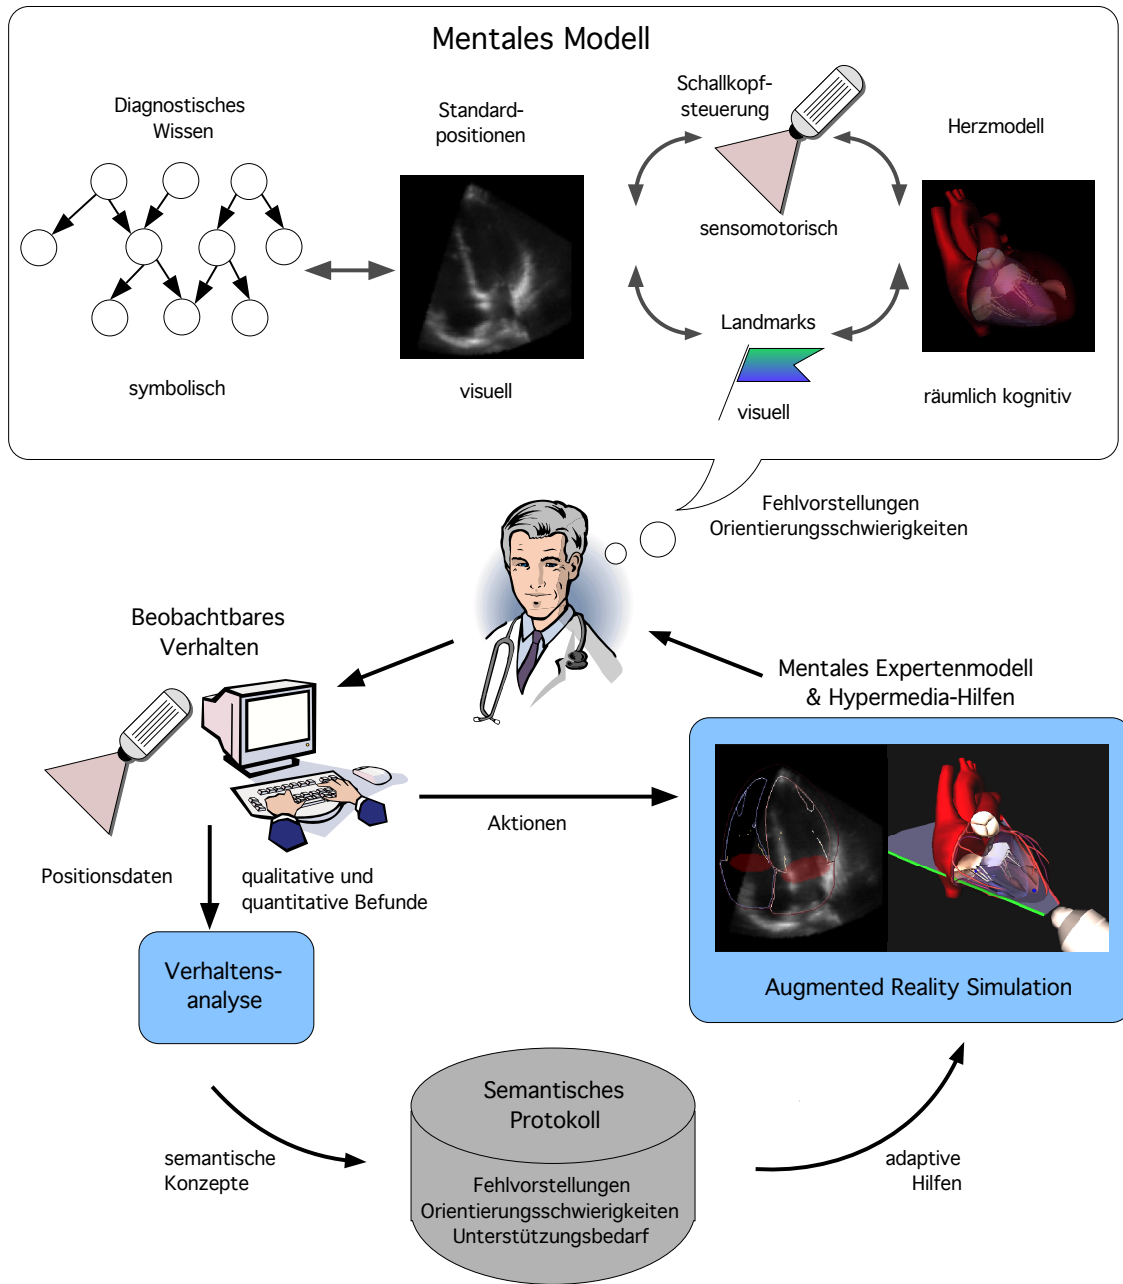 Mentales Modell
Diagnostisches
Wissen
Standard-
positionen
Schallkopf-
steuerung
Herzmodell
sensomotorisch
Landmarks
symbolisch
visuell
visuell
räumlich kognitiv
Fehlvorstellungen
Orientierungsschwierigkeiten
Beobachtbares
Verhalten
Mentales Expertenmodell
& Hypermedia-Hilfen
Aktionen
Positionsdaten
qualitative und
quantitative Befunde
Verhaltens-
analyse
Augmented Reality Simulation
semantische
Konzepte
Semantisches
Protokoll
Fehlvorstellungen
Orientierungsschwierigkeiten
Unterstützungsbedarf
adaptive
Hilfen